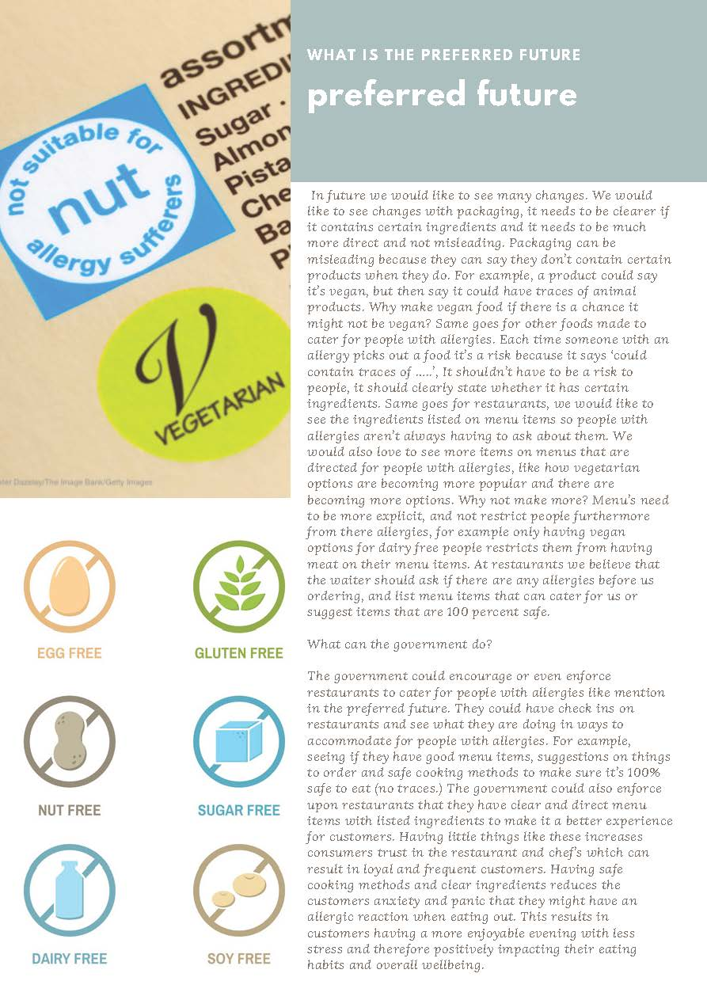 assortm
INGREDI
Sugar ·
Almon
Pista
Che
Ba
not suitable for
nut
allergy sufferers
V
VEGETARIAN
ter Dazeley/The Image Bank/Getty Images
WHAT IS THE PREFERRED FUTURE
preferred future
In future we would like to see many changes. We would
like to see changes with packaging, it needs to be clearer if
it contains certain ingredients and it needs to be much
more direct and not misleading. Packaging can be
misleading because they can say they don't contain certain
products when they do. For example, a product could say
it's vegan, but then say it could have traces of animal
products. Why make vegan food if there is a chance it
might not be vegan? Same goes for other foods made to
cater for people with allergies. Each time someone with an
allergy picks out a food it's a risk because it says 'could
contain traces of .....', It shouldn't have to be a risk to
people, it should clearly state whether it has certain
ingredients. Same goes for restaurants, we would like to
see the ingredients listed on menu items so people with
allergies aren't always having to ask about them. We
would also love to see more items on menus that are
directed for people with allergies, like how vegetarian
options are becoming more popular and there are
becoming more options. Why not make more? Menu's need
to be more explicit, and not restrict people furthermore
from there allergies, for example only having vegan
options for dairy free people restricts them from having
meat on their menu items. At restaurants we believe that
the waiter should ask if there are any allergies before us
ordering, and list menu items that can cater for us or
suggest items that are 100 percent safe.
What can the government do?
The government could encourage or even enforce
restaurants to cater for people with allergies like mention
in the preferred future. They could have check ins on
restaurants and see what they are doing in ways to
accommodate for people with allergies. For example,
seeing if they have good menu items, suggestions on things
to order and safe cooking methods to make sure it's 100%
safe to eat (no traces.) The government could also enforce
upon restaurants that they have clear and direct menu
items with listed ingredients to make it a better experience
for customers. Having little things like these increases
consumers trust in the restaurant and chef's which can
result in loyal and frequent customers. Having safe
cooking methods and clear ingredients reduces the
customers anxiety and panic that they might have an
allergic reaction when eating out. This results in
customers having a more enjoyable evening with less
stress and therefore positively impacting their eating
habits and overall wellbeing.
EGG FREE
GLUTEN FREE
NUT FREE
SUGAR FREE
DAIRY FREE
SOY FREE